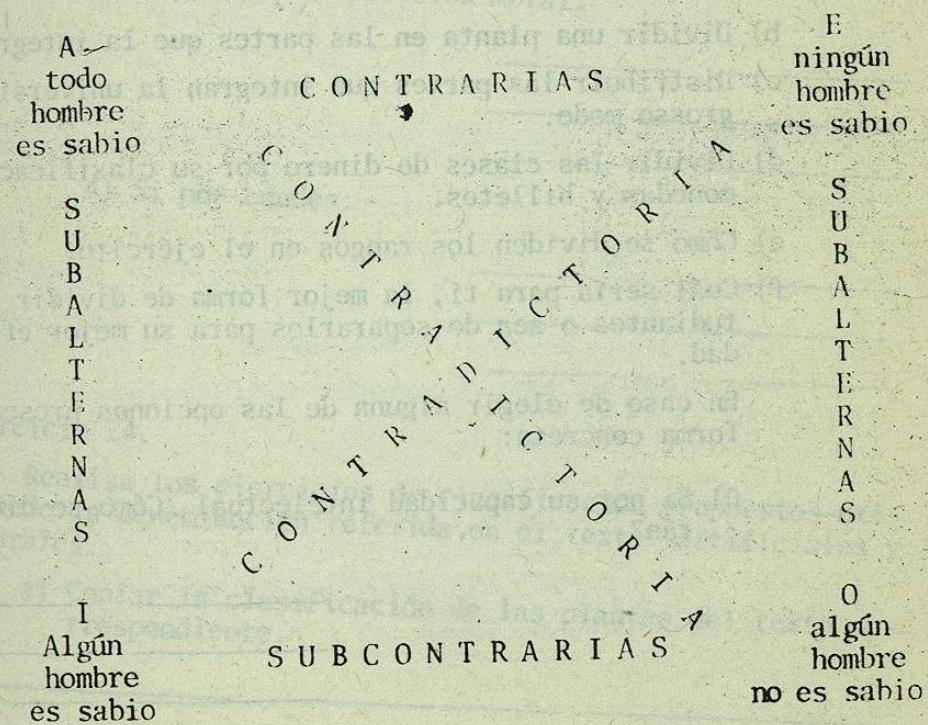 A
todo
hombre
es sabio
CONTRARIAS
E
ningún
hombre
es sabio
SUBALTERNAS
CONTRADICTORIA
CONTRADICTORIA
SUBALTERNAS
I
Algún
hombre
es sabio
SUBCONTRARIAS
O
algún
hombre
no es sabio